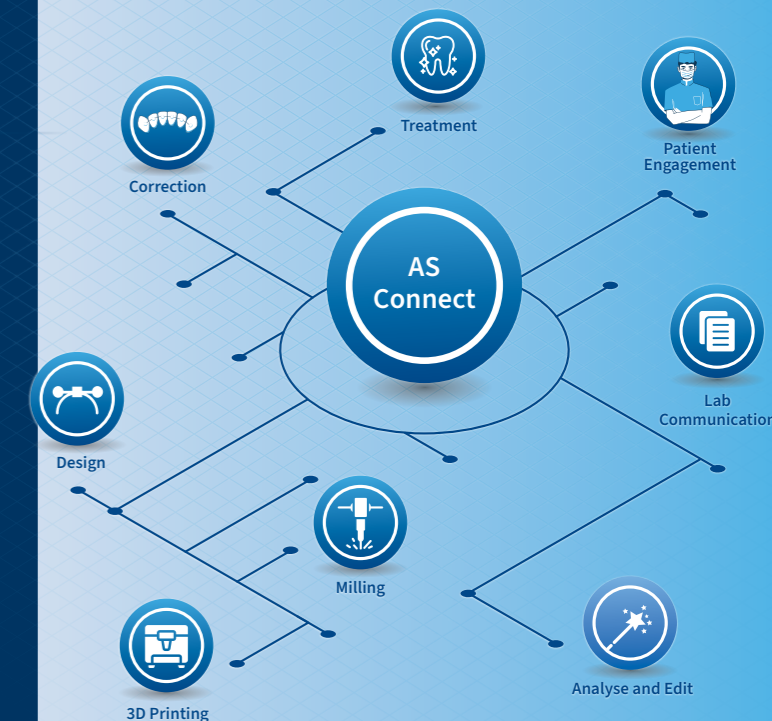 Treatment
Patient
Engagement
Correction
AS
Connect
Lab
Communication
Design
Milling
Analyse and Edit
3D Printing